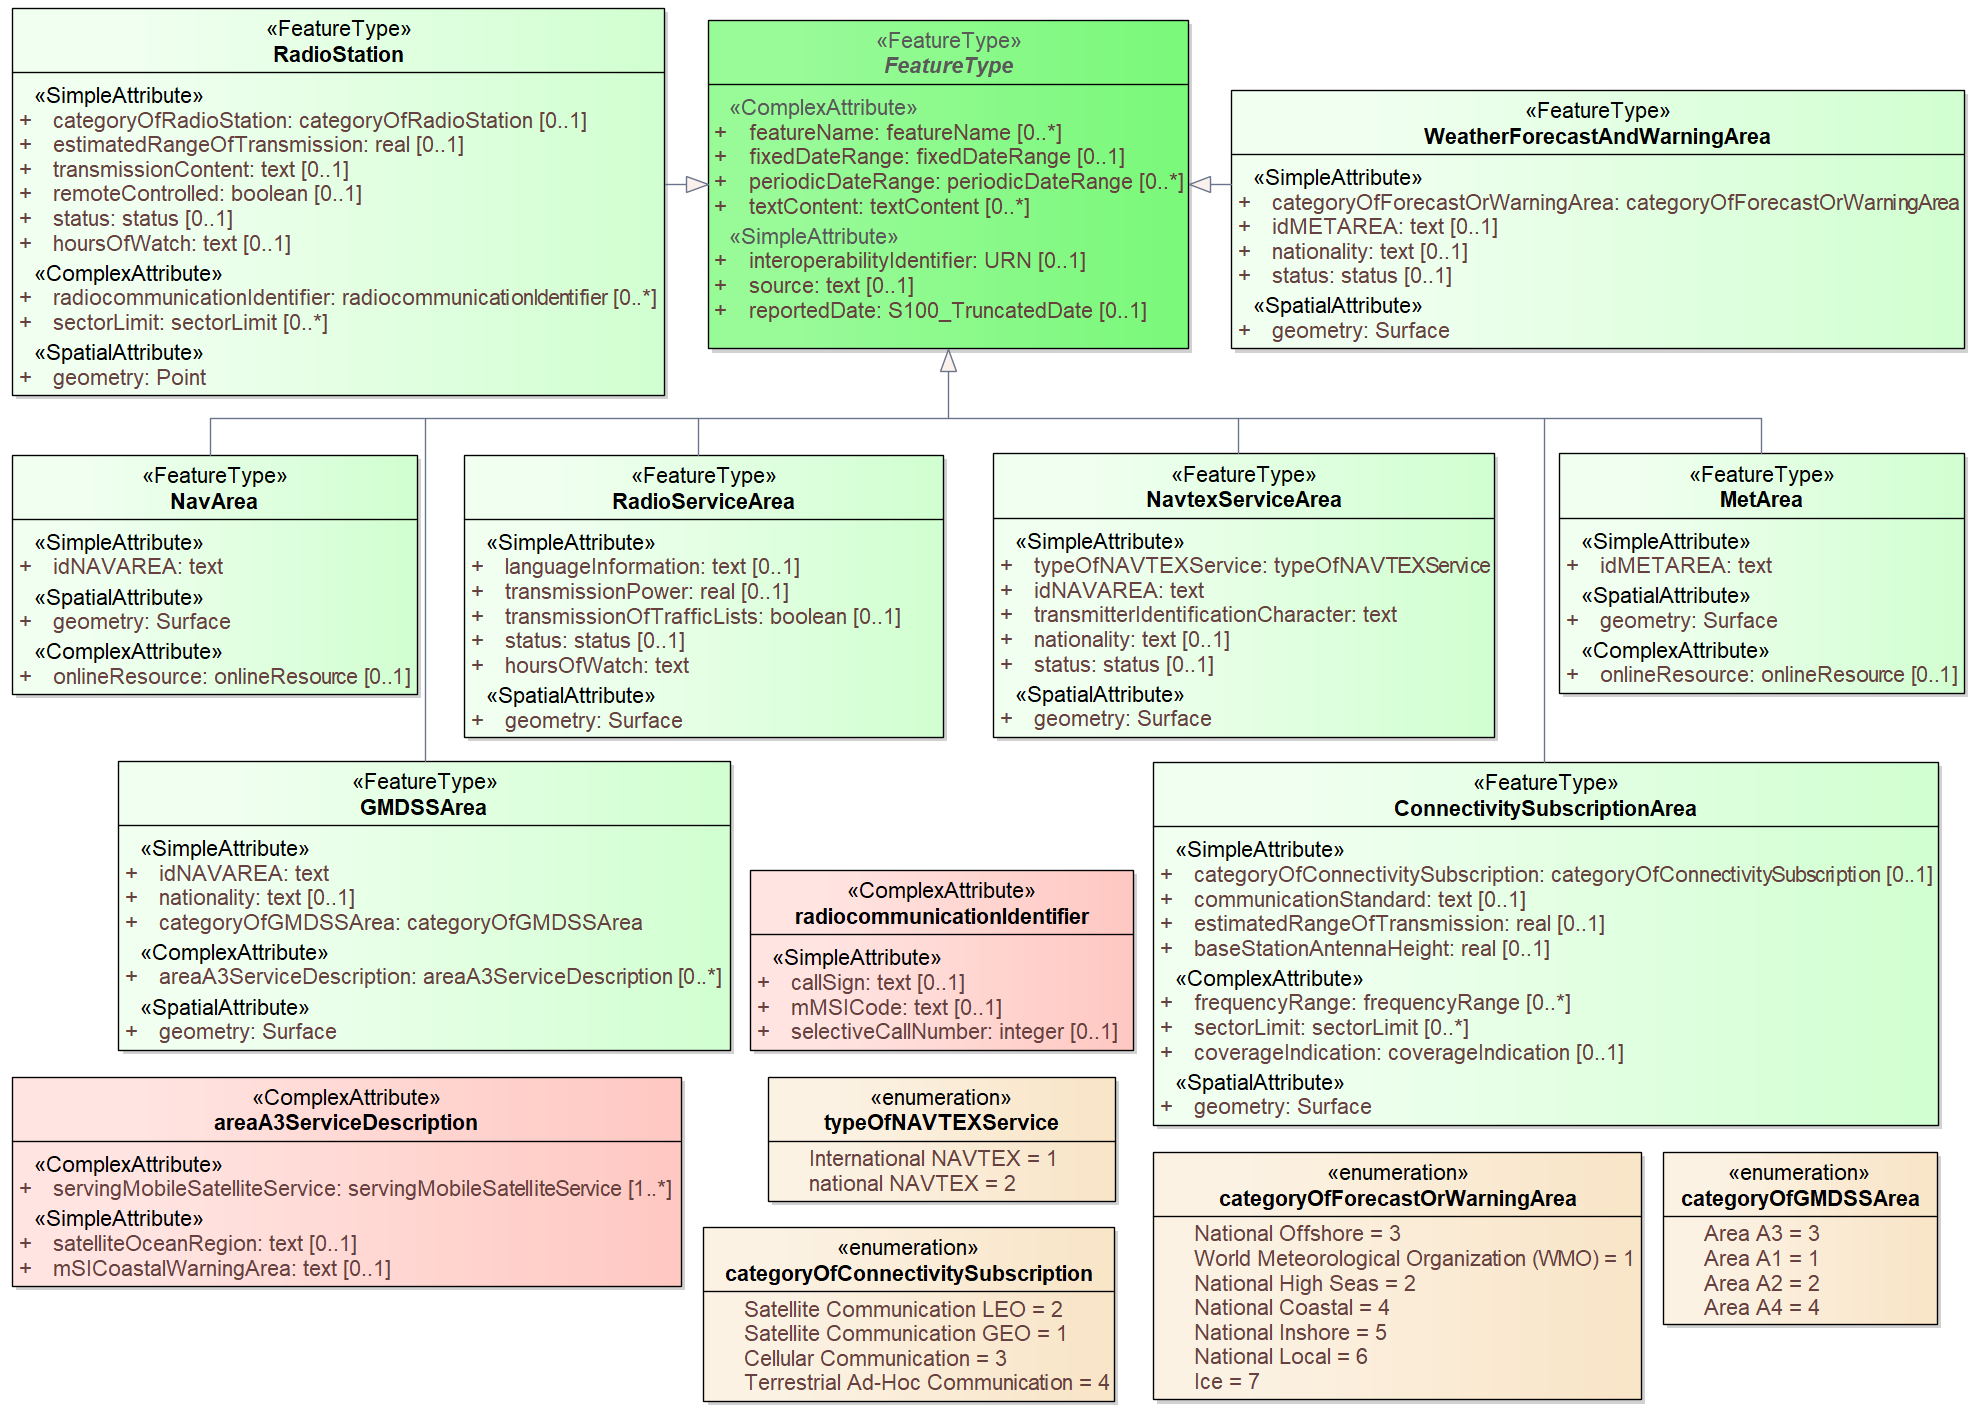 «FeatureType»
RadioStation
«SimpleAttribute»
+ categoryOfRadioStation: categoryOfRadioStation [0..1]
+ estimatedRangeOfTransmission: real [0..1]
+ transmissionContent: text [0..1]
+ remoteControlled: boolean [0..1]
+ status: status [0..1]
+ hoursOfWatch: text [0..1]
«ComplexAttribute»
+ radiocommunicationIdentifier: radiocommunicationIdentifier [0..*]
+ sectorLimit: sectorLimit [0..*]
«SpatialAttribute»
+ geometry: Point
«FeatureType»
FeatureType
«ComplexAttribute»
+ featureName: featureName [0..*]
+ fixedDateRange: fixedDateRange [0..1]
+ periodicDateRange: periodicDateRange [0..*]
+ textContent: textContent [0..*]
«SimpleAttribute»
+ interoperabilityIdentifier: URN [0..1]
+ source: text [0..1]
+ reportedDate: S100_TruncatedDate [0..1]
«FeatureType»
WeatherForecastAndWarningArea
«SimpleAttribute»
+ categoryOfForecastOrWarningArea: categoryOfForecastOrWarningArea
+ idMETAREA: text [0..1]
+ nationality: text [0..1]
+ status: status [0..1]
«SpatialAttribute»
+ geometry: Surface
«FeatureType»
NavArea
«SimpleAttribute»
+ idNAVAREA: text
«SpatialAttribute»
+ geometry: Surface
«ComplexAttribute»
+ onlineResource: onlineResource [0..1]
«FeatureType»
RadioServiceArea
«SimpleAttribute»
+ languageInformation: text [0..1]
+ transmissionPower: real [0..1]
+ transmissionOfTrafficLists: boolean [0..1]
+ status: status [0..1]
+ hoursOfWatch: text
«SpatialAttribute»
+ geometry: Surface
«FeatureType»
NavtexServiceArea
«SimpleAttribute»
+ typeOfNAVTEXService: typeOfNAVTEXService
+ idNAVAREA: text
+ transmitterIdentificationCharacter: text
+ nationality: text [0..1]
+ status: status [0..1]
«SpatialAttribute»
+ geometry: Surface
«FeatureType»
MetArea
«SimpleAttribute»
+ idMETAREA: text
«SpatialAttribute»
+ geometry: Surface
«ComplexAttribute»
+ onlineResource: onlineResource [0..1]
«FeatureType»
GMDSSArea
«SimpleAttribute»
+ idNAVAREA: text
+ nationality: text [0..1]
+ categoryOfGMDSSArea: categoryOfGMDSSArea
«ComplexAttribute»
+ areaA3ServiceDescription: areaA3ServiceDescription [0..*]
«SpatialAttribute»
+ geometry: Surface
«ComplexAttribute»
radiocommunicationIdentifier
«SimpleAttribute»
+ callSign: text [0..1]
+ mMSICode: text [0..1]
+ selectiveCallNumber: integer [0..1]
«FeatureType»
ConnectivitySubscriptionArea
«SimpleAttribute»
+ categoryOfConnectivitySubscription: categoryOfConnectivitySubscription [0..1]
+ communicationStandard: text [0..1]
+ estimatedRangeOfTransmission: real [0..1]
+ baseStationAntennaHeight: real [0..1]
«ComplexAttribute»
+ frequencyRange: frequencyRange [0..*]
+ sectorLimit: sectorLimit [0..*]
+ coverageIndication: coverageIndication [0..1]
«SpatialAttribute»
+ geometry: Surface
«ComplexAttribute»
areaA3ServiceDescription
«ComplexAttribute»
+ servingMobileSatelliteService: servingMobileSatelliteService [1..*]
«SimpleAttribute»
+ satelliteOceanRegion: text [0..1]
+ mSICoastalWarningArea: text [0..1]
«enumeration»
typeOfNAVTEXService
International NAVTEX = 1
national NAVTEX = 2
«enumeration»
categoryOfConnectivitySubscription
Satellite Communication LEO = 2
Satellite Communication GEO = 1
Cellular Communication = 3
Terrestrial Ad-Hoc Communication = 4
«enumeration»
categoryOfForecastOrWarningArea
National Offshore = 3
World Meteorological Organization (WMO) = 1
National High Seas = 2
National Coastal = 4
National Inshore = 5
National Local = 6
Ice = 7
«enumeration»
categoryOfGMDSSArea
Area A3 = 3
Area A1 = 1
Area A2 = 2
Area A4 = 4